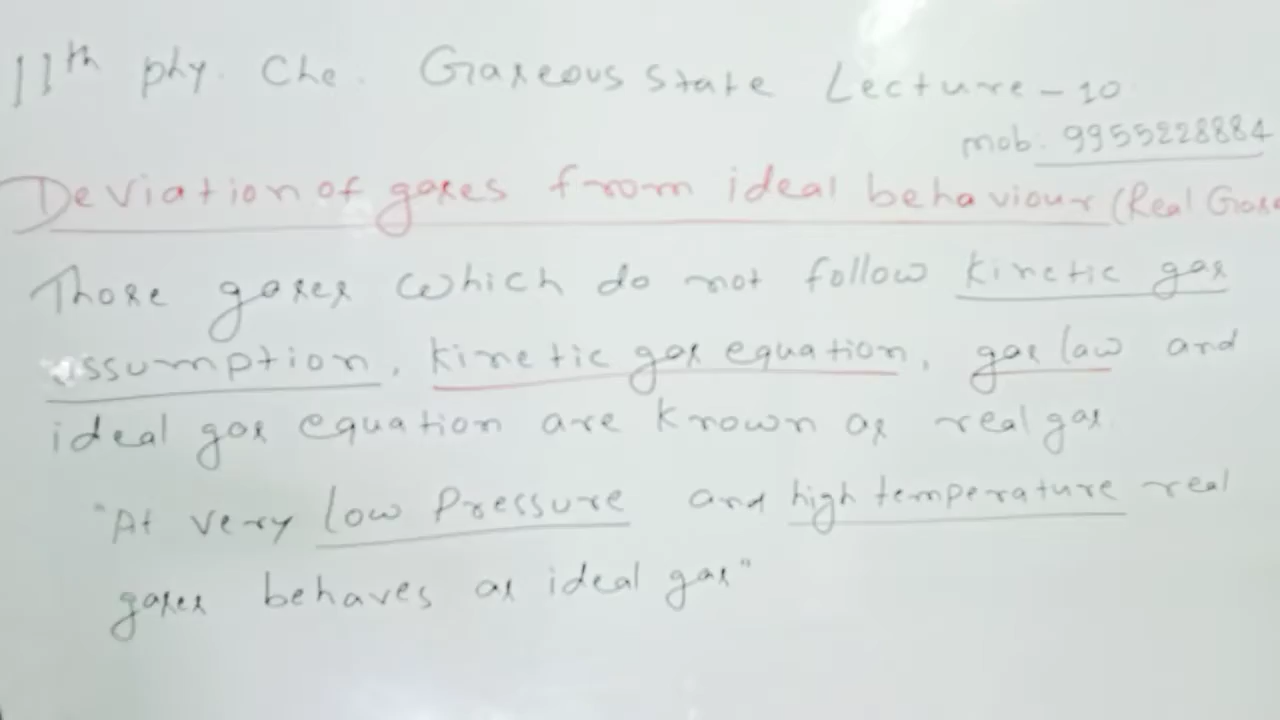 11th phy. Che. Gaseous state Lecture - 10
mob. 9955228884
Deviation of gases from ideal behaviour (Real Gase
Those gases which do not follow kinetic gas
assumption, kinetic gas equation, gas law and
ideal gas equation are known as real gas.
"At very low Pressure and high temperature real
gases behaves as ideal gas"